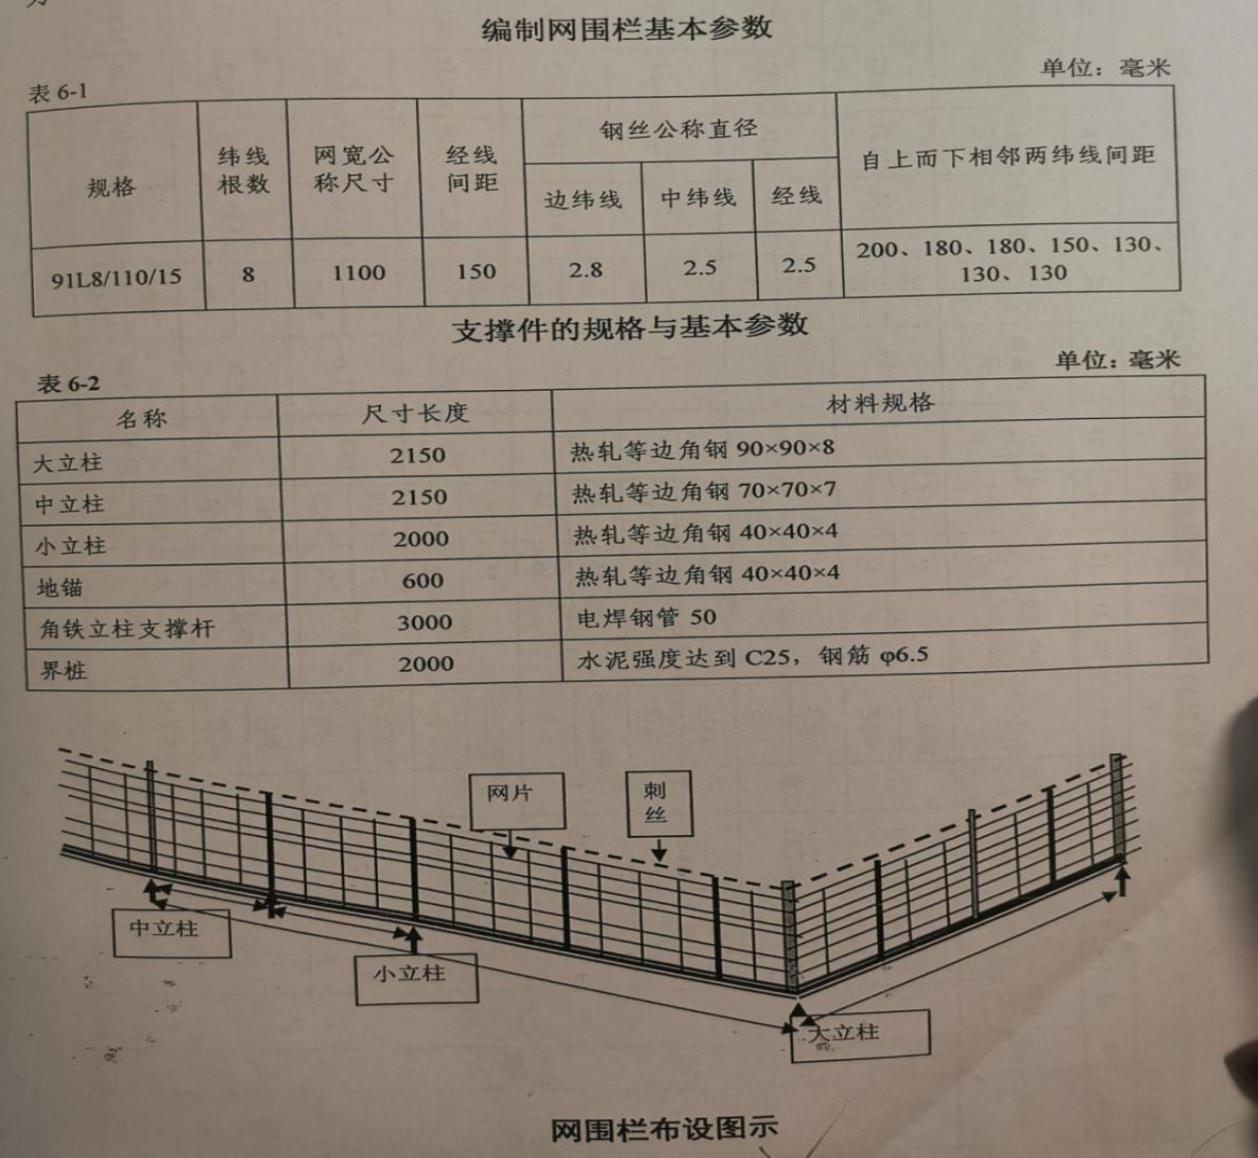 编制网围栏基本参数
单位：毫米
表 6-1
规格 纬线根数 网宽公称尺寸 经线间距 钢丝公称直径 自上而下相邻两纬线间距
边纬线 中纬线 经线
91L8/110/15 8 1100 150 2.8 2.5 2.5 200、180、180、150、130、
130、130
支撑件的规格与基本参数
单位：毫米
表 6-2
名称 尺寸长度 材料规格
大立柱 2150 热轧等边角钢 90×90×8
中立柱 2150 热轧等边角钢 70×70×7
小立柱 2000 热轧等边角钢 40×40×4
地锚 600 热轧等边角钢 40×40×4
角铁立柱支撑杆 3000 电焊钢管 50
界桩 2000 水泥强度达到 C25，钢筋 φ6.5
网片
刺
丝
中立柱
小立柱
大立柱
网围栏布设图示